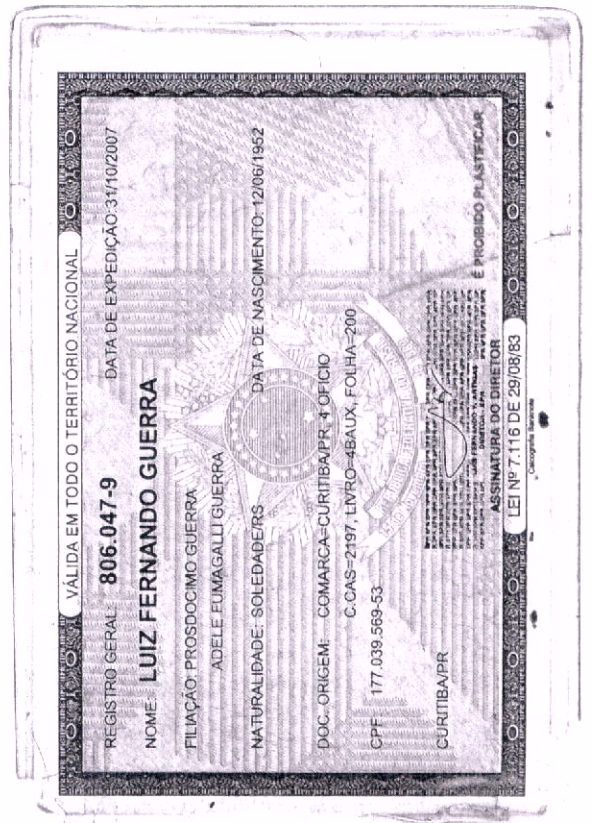 VÁLIDA EM TODO O TERRITÓRIO NACIONAL
REGISTRO GERAL: 806.047-9 DATA DE EXPEDIÇÃO: 31/10/2007
NOME: LUIZ FERNANDO GUERRA
FILIAÇÃO: PROSDOCIMO GUERRA
ADELE FUMAGALLI GUERRA
NATURALIDADE: SOLEDADE/RS DATA DE NASCIMENTO: 12/06/1952
DOC. ORIGEM: COMARCA=CURITIBA/PR, 4 OFICIO
C.CAS=2197, LIVRO=4BAUX, FOLHA=200
CPF: 177.039.569-53
CURITIBA/PR
DIRETOR
ASSINATURA DO DIRETOR
É PROIBIDO PLASTIFICAR
LEI Nº 7.116 DE 29/08/83